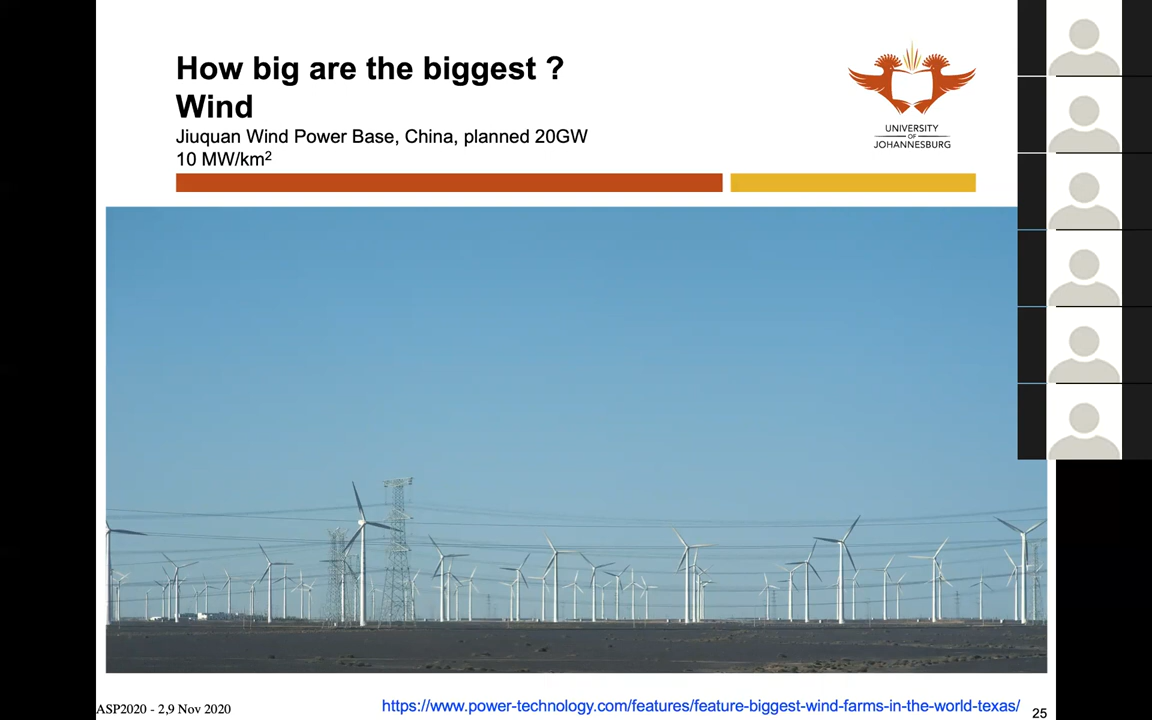 How big are the biggest ?
Wind
Jiuquan Wind Power Base, China, planned 20GW
10 MW/km²
UNIVERSITY
OF
JOHANNESBURG
ASP2020 - 2,9 Nov 2020
https://www.power-technology.com/features/feature-biggest-wind-farms-in-the-world-texas/
25